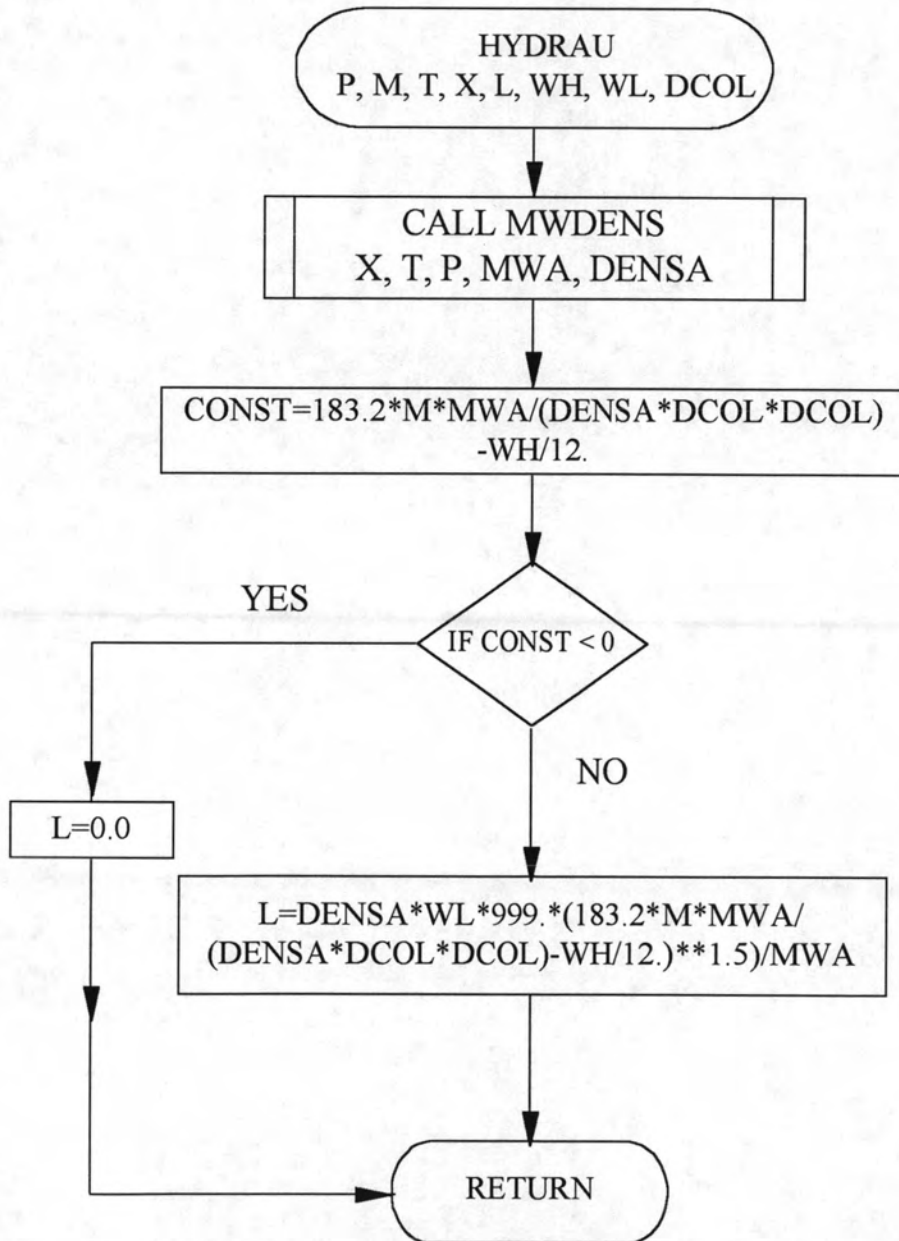 HYDRAU
P, M, T, X, L, WH, WL, DCOL
CALL MWDENS
X, T, P, MWA, DENSA
CONST=183.2*M*MWA/(DENSA*DCOL*DCOL)
-WH/12.
YES
IF CONST < 0
NO
L=0.0
L=DENSA*WL*999.*(183.2*M*MWA/
(DENSA*DCOL*DCOL)-WH/12.)**1.5)/MWA
RETURN